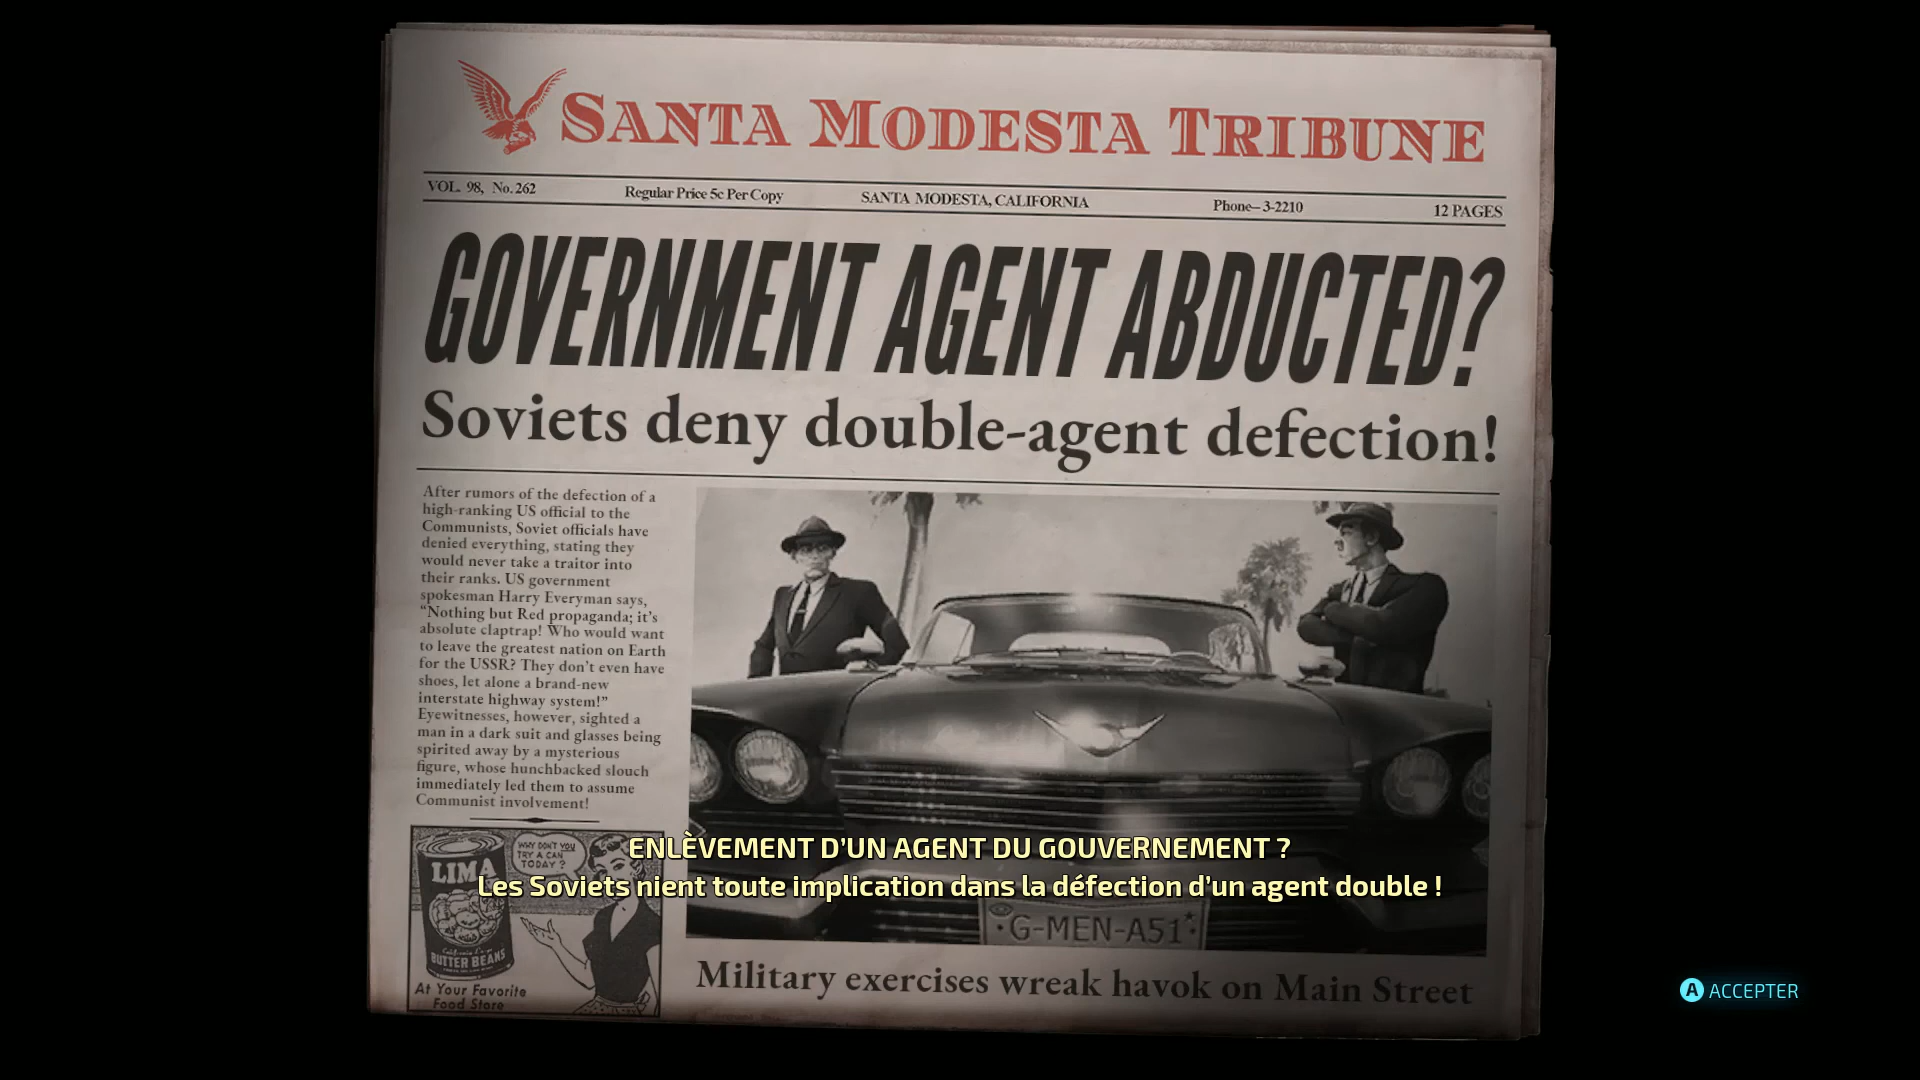 SANTA MODESTA TRIBUNE
VOL. 98, No. 262 Regular Price 5c Per Copy SANTA MODESTA, CALIFORNIA Phone– 3-2210 12 PAGES
GOVERNMENT AGENT ABDUCTED?
Soviets deny double-agent defection!
After rumors of the defection of a
high-ranking US official to the
Communists, Soviet officials have
denied everything, stating they
would never take a traitor into
their ranks. US government
spokesman Harry Everyman says,
“Nothing but Red propaganda; it’s
absolute claptrap! Who would want
to leave the greatest nation on Earth
for the USSR? They don’t even have
shoes, let alone a brand-new
interstate highway system!”
Eyewitnesses, however, sighted a
man in a dark suit and glasses being
spirited away by a mysterious
figure, whose hunchbacked slouch
immediately led them to assume
Communist involvement!
WHY DON'T YOU
TRY A CAN
TODAY?
LIMA
BUTTER BEANS
At Your Favorite
Food Store
ENLÈVEMENT D’UN AGENT DU GOUVERNEMENT ?
Les Soviets nient toute implication dans la défection d’un agent double !
G-MEN-A51
Military exercises wreak havok on Main Street
A ACCEPTER